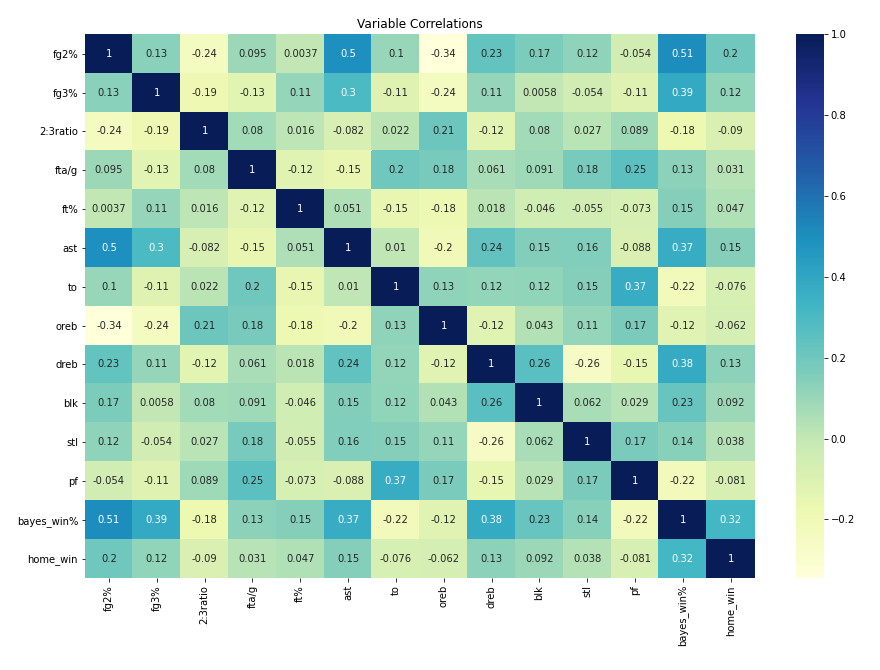 Variable Correlations
fg2% 1 0.13 -0.24 0.095 0.0037 0.5 0.1 -0.34 0.23 0.17 0.12 -0.054 0.51 0.2
fg3% 0.13 1 -0.19 -0.13 0.11 0.3 -0.11 -0.24 0.11 0.0058 -0.054 -0.11 0.39 0.12
2:3ratio -0.24 -0.19 1 0.08 0.016 -0.082 0.022 0.21 -0.12 0.08 0.027 0.089 -0.18 -0.09
fta/g 0.095 -0.13 0.08 1 -0.12 -0.15 0.2 0.18 0.061 0.091 0.18 0.25 0.13 0.031
ft% 0.0037 0.11 0.016 -0.12 1 0.051 -0.15 -0.18 0.018 -0.046 -0.055 -0.073 0.15 0.047
ast 0.5 0.3 -0.082 -0.15 0.051 1 0.01 -0.2 0.24 0.15 0.16 -0.088 0.37 0.15
to 0.1 -0.11 0.022 0.2 -0.15 0.01 1 0.13 0.12 0.12 0.15 0.37 -0.22 -0.076
oreb -0.34 -0.24 0.21 0.18 -0.18 -0.2 0.13 1 -0.12 0.043 0.11 0.17 -0.12 -0.062
dreb 0.23 0.11 -0.12 0.061 0.018 0.24 0.12 -0.12 1 0.26 -0.26 -0.15 0.38 0.13
blk 0.17 0.0058 0.08 0.091 -0.046 0.15 0.12 0.043 0.26 1 0.062 0.029 0.23 0.092
stl 0.12 -0.054 0.027 0.18 -0.055 0.16 0.15 0.11 -0.26 0.062 1 0.17 0.14 0.038
pf -0.054 -0.11 0.089 0.25 -0.073 -0.088 0.37 0.17 -0.15 0.029 0.17 1 -0.22 -0.081
bayes_win% 0.51 0.39 -0.18 0.13 0.15 0.37 -0.22 -0.12 0.38 0.23 0.14 -0.22 1 0.32
home_win 0.2 0.12 -0.09 0.031 0.047 0.15 -0.076 -0.062 0.13 0.092 0.038 -0.081 0.32 1
fg2% fg3% 2:3ratio fta/g ft% ast to oreb dreb blk stl pf bayes_win% home_win
1.0
0.8
0.6
0.4
0.2
0.0
−0.2